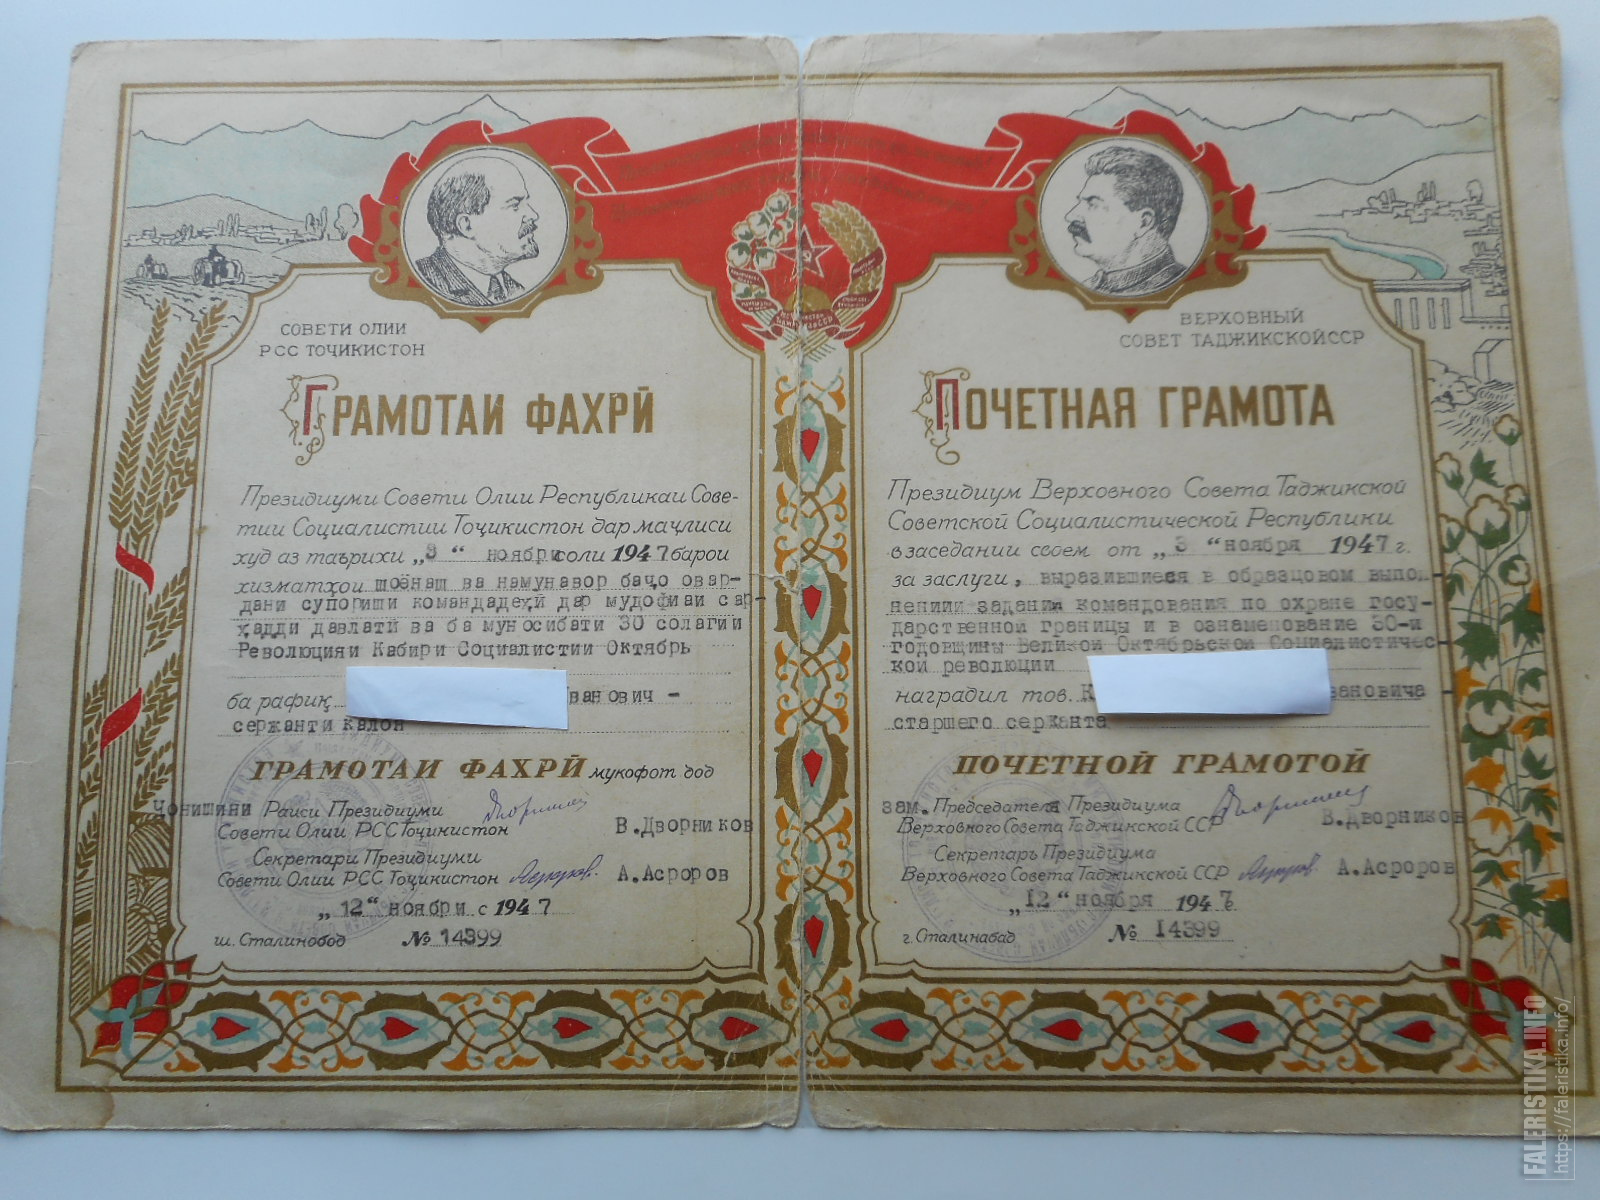 СОВЕТИ ОЛИИ
РСС ТОҶИКИСТОН
ГРАМОТАИ ФАХРӢ
Президиуми Совети Олии Республикаи Сове-
тии Социалистии Тоҷикистон дар маҷлиси
худ аз таърихи „3“ ноябри соли 1947 барои
хизматҳои шоёнаш ва намунавор баҷо овар-
дани супориши командадеҳӣ дар мудофиаи сар-
ҳадди давлатӣ ва ба муносибати 30 солагии
Революцияи Кабири Социалистии Октябрь
ба рафиқ Иванович -
сержанти калон
ГРАМОТАИ ФАХРӢ мукофот дод
Ҷонишини Раиси Президиуми
Совети Олии РСС Тоҷикистон В.Дворников
Секретари Президиуми
Совети Олии РСС Тоҷикистон А.Асроров
„12“ ноябри с 1947
ш. Сталинобод № 14399
ВЕРХОВНЫЙ
СОВЕТ ТАДЖИКСКОЙ ССР
ПОЧЕТНАЯ ГРАМОТА
Президиум Верховного Совета Таджикской
Советской Социалистической Республики
в заседании своем от „3“ ноября 1947 г.
за заслуги, выразившиеся в образцовом выпол-
нении задания командования по охране госу-
дарственной границы и в ознаменование 30-и
годовщины Великой Октябрьской Социалистичес-
кой революции
наградил тов. К вановича -
старшего сержанта
ПОЧЕТНОЙ ГРАМОТОЙ
зам. Председателя Президиума
Верховного Совета Таджикской ССР В.Дворников
Секретарь Президиума
Верховного Совета Таджикской ССР А.Асроров
„12“ ноября 1947
г. Сталинабад № 14399
FALERISTIKA.INFO
https://faleristika.info/